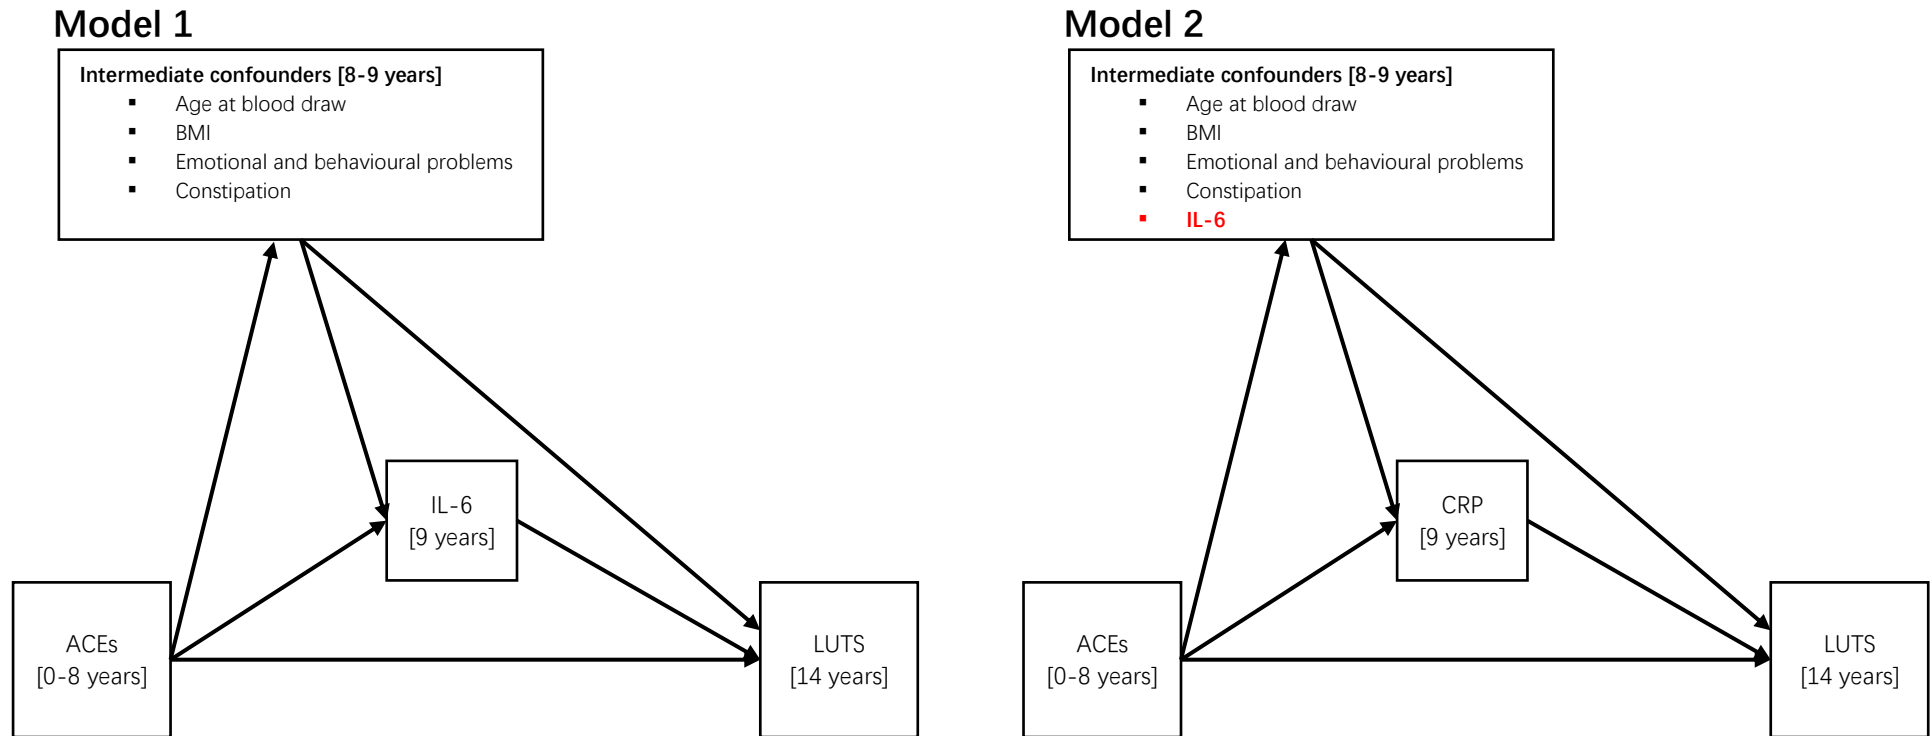 Model 1
Intermediate confounders [8-9 years]
▪ Age at blood draw
▪ BMI
▪ Emotional and behavioural problems
▪ Constipation
IL-6
[9 years]
ACEs
[0-8 years]
LUTS
[14 years]
Model 2
Intermediate confounders [8-9 years]
▪ Age at blood draw
▪ BMI
▪ Emotional and behavioural problems
▪ Constipation
▪ IL-6
CRP
[9 years]
ACEs
[0-8 years]
LUTS
[14 years]